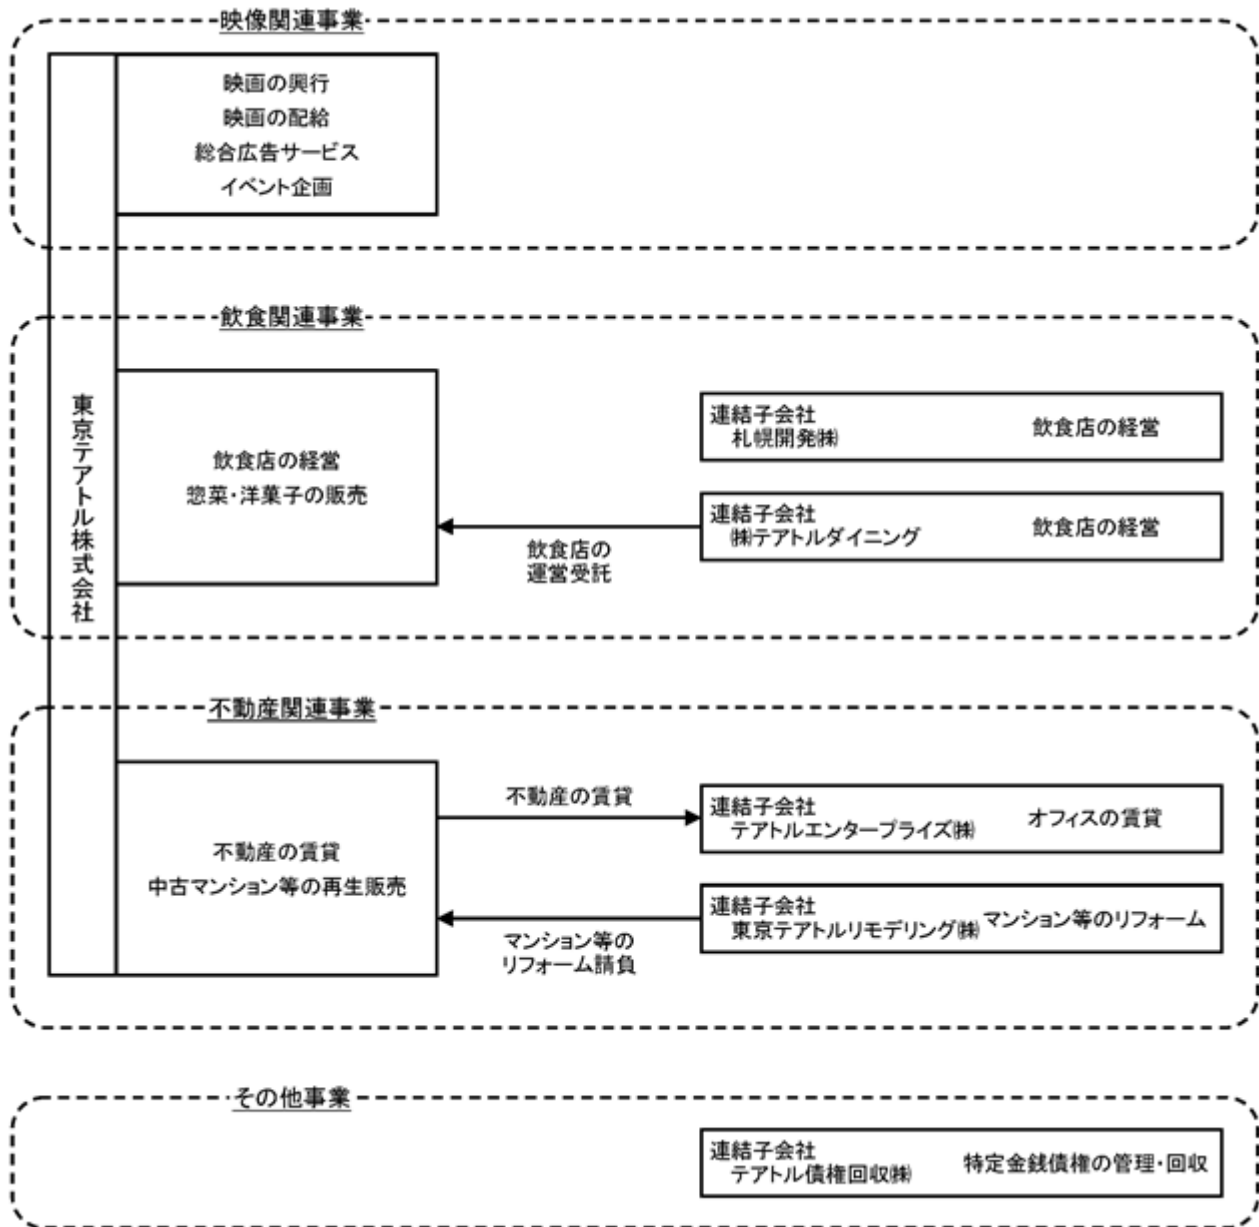 映像関連事業
映画の興行
映画の配給
総合広告サービス
イベント企画
東京テアトル株式会社
飲食関連事業
飲食店の経営
惣菜・洋菓子の販売
連結子会社
札幌開発㈱
飲食店の経営
連結子会社
㈱テアトルダイニング
飲食店の経営
飲食店の
運営受託
不動産関連事業
不動産の賃貸
中古マンション等の再生販売
不動産の賃貸
連結子会社
テアトルエンタープライズ㈱
オフィスの賃貸
連結子会社
東京テアトルリモデリング㈱
マンション等のリフォーム
マンション等の
リフォーム請負
その他事業
連結子会社
テアトル債権回収㈱
特定金銭債権の管理・回収